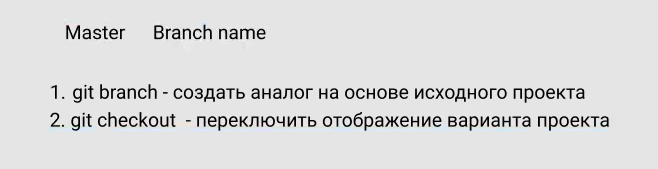 Master Branch name
1. git branch - создать аналог на основе исходного проекта
2. git checkout - переключить отображение варианта проекта